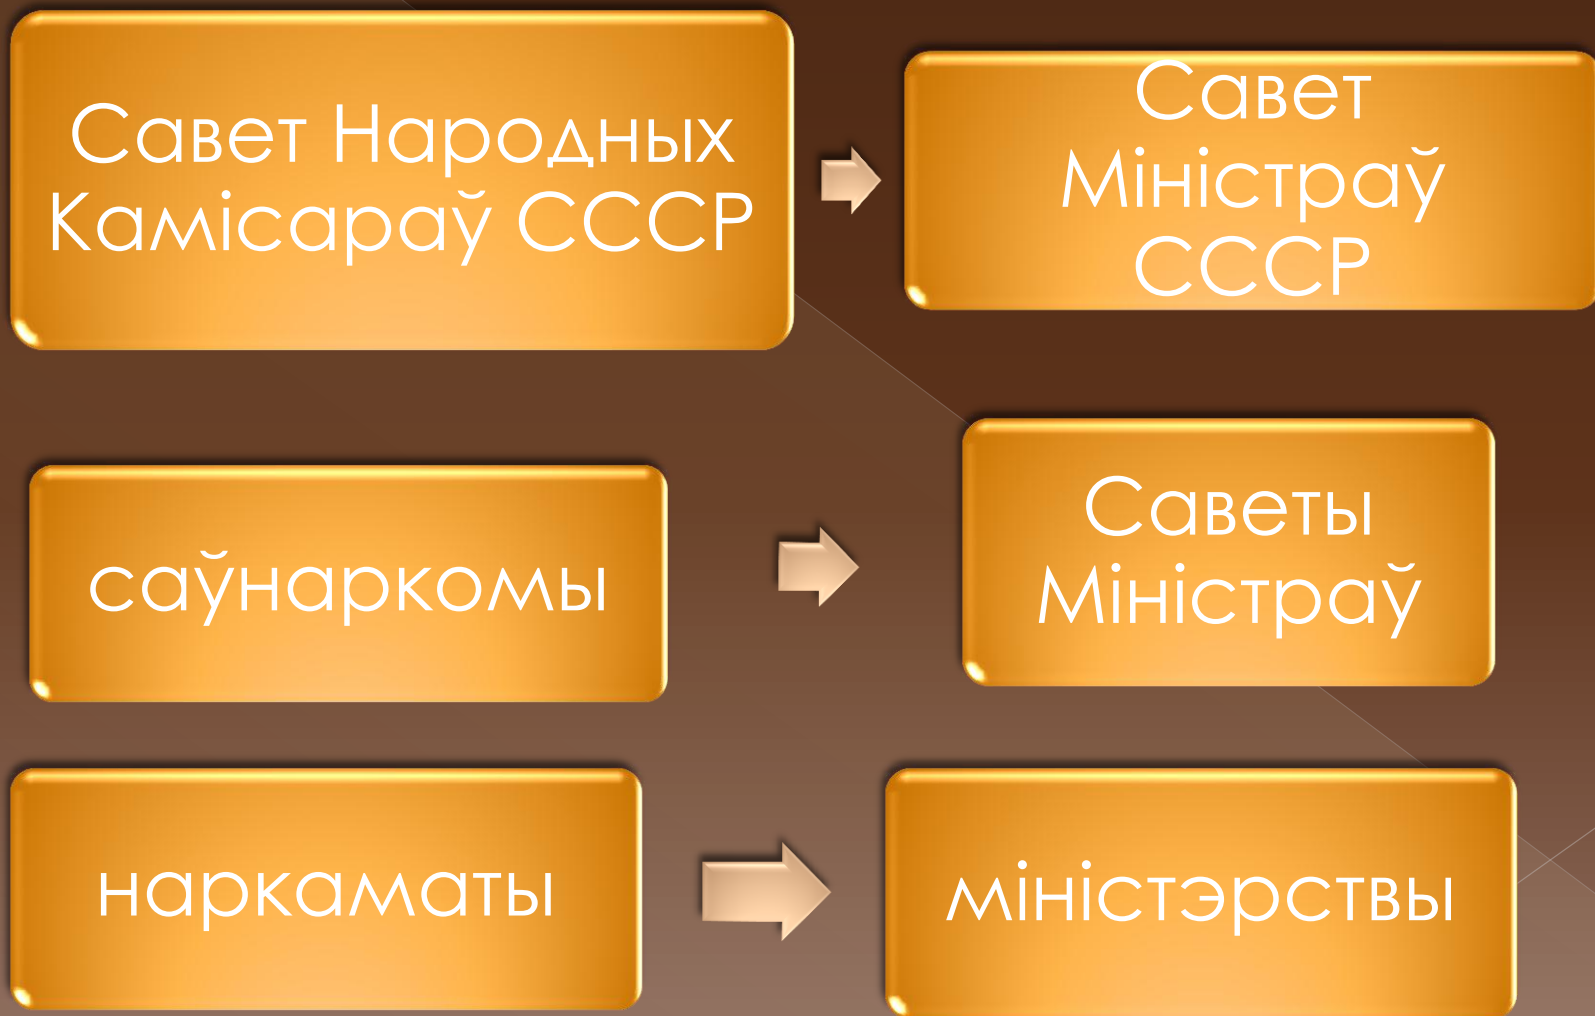 Савет Народных
Камісараў СССР
Савет
Міністраў
СССР
саўнаркомы
Саветы
Міністраў
наркаматы
міністэрствы